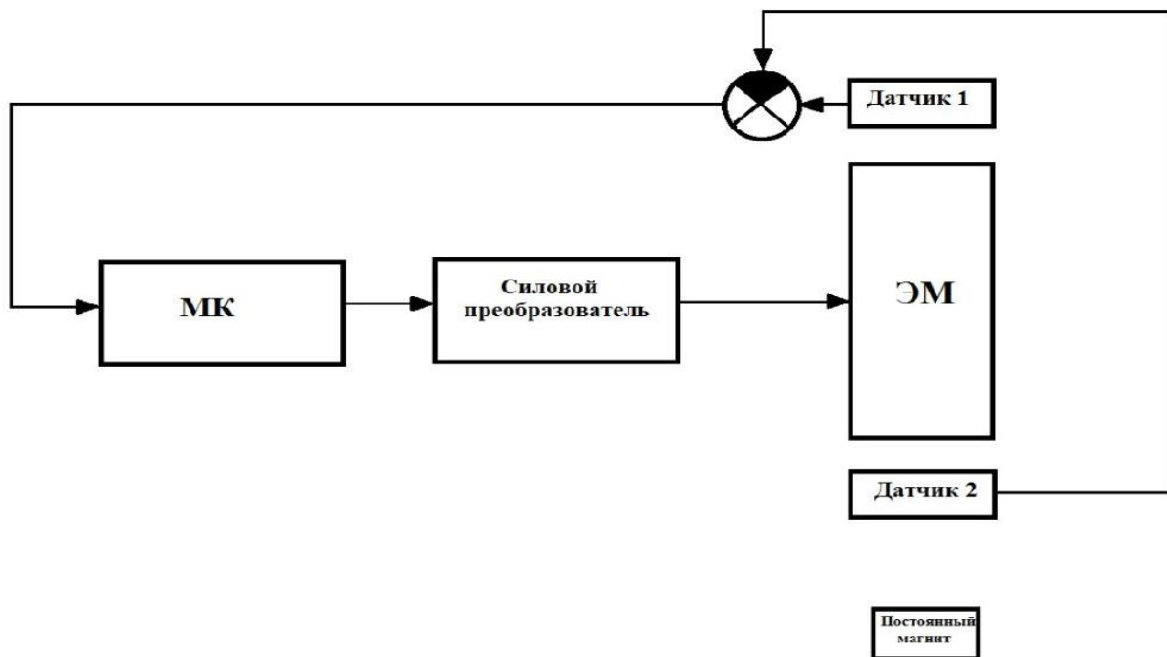 Датчик 1
МК
Силовой
преобразователь
ЭМ
Датчик 2
Постоянный
магнит